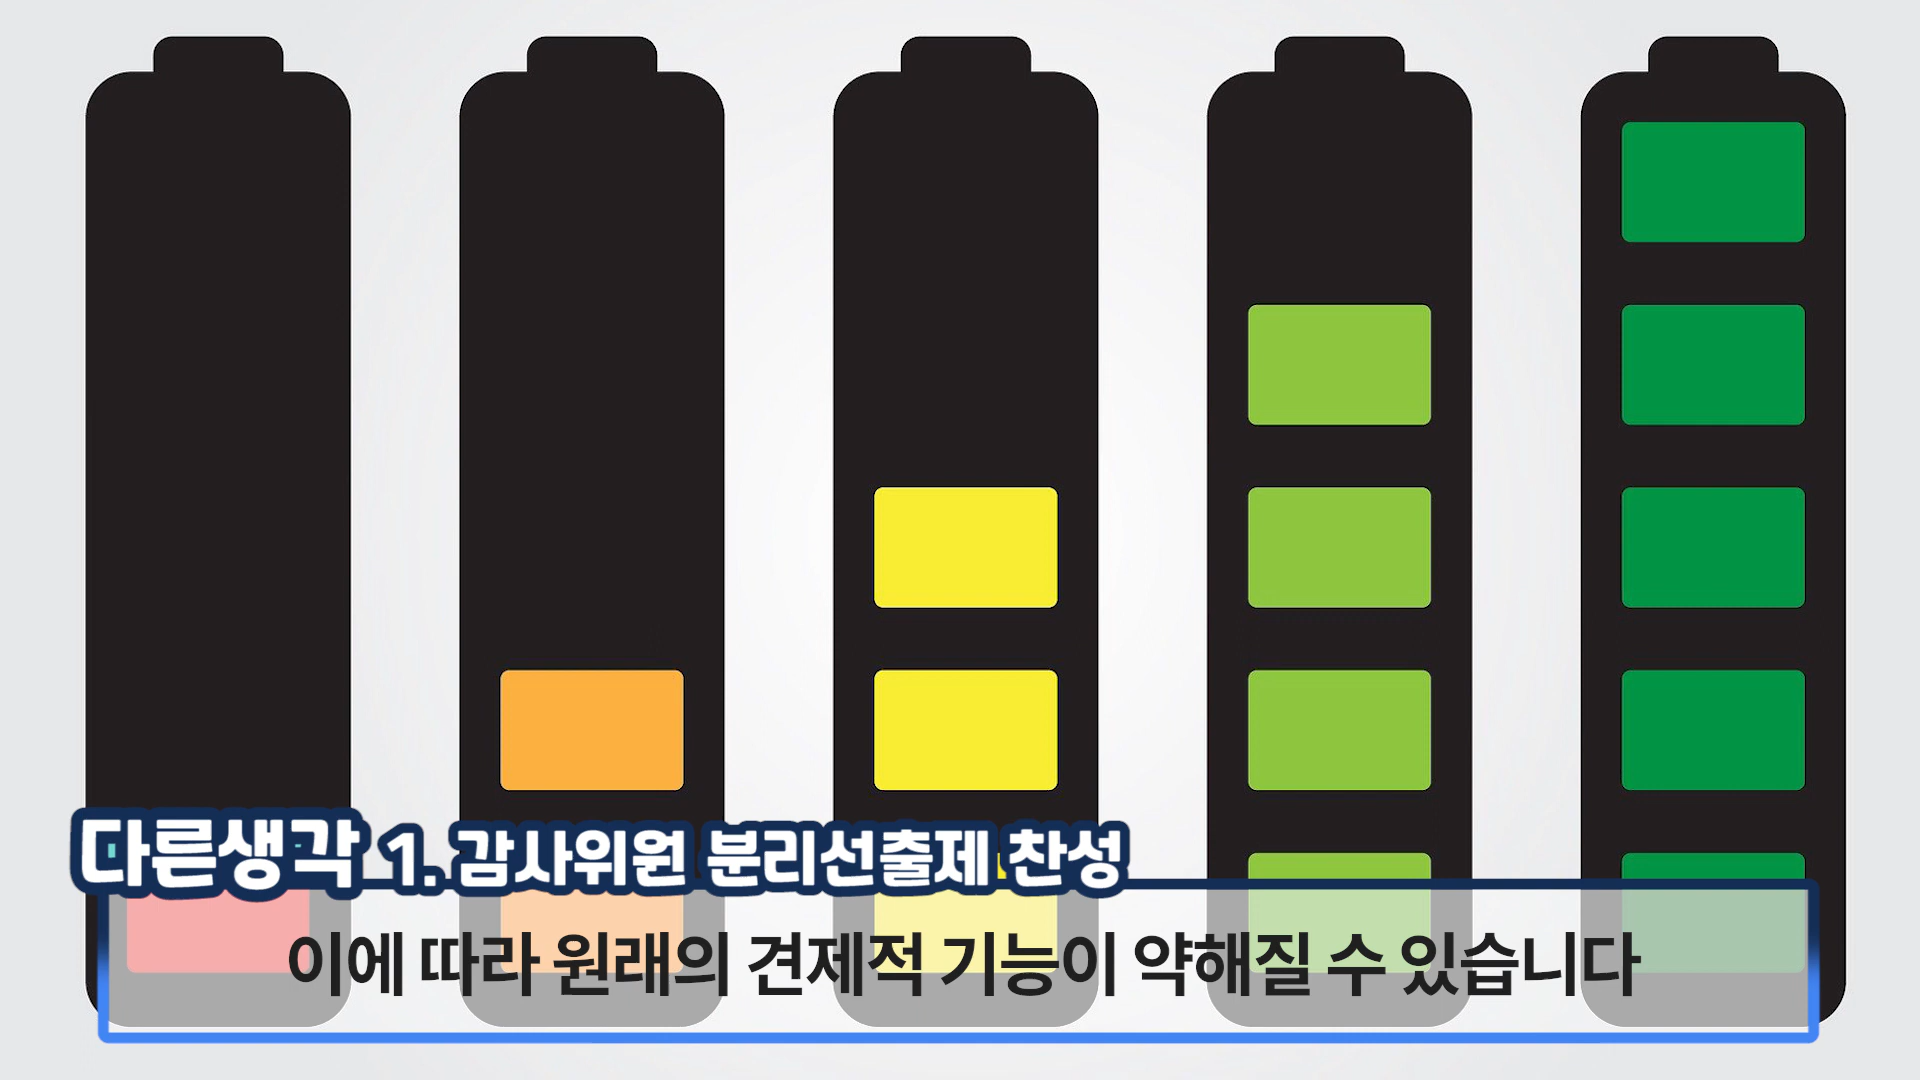 다른생각 1. 감사위원 분리선출제 찬성
이에 따라 원래의 견제적 기능이 약해질 수 있습니다